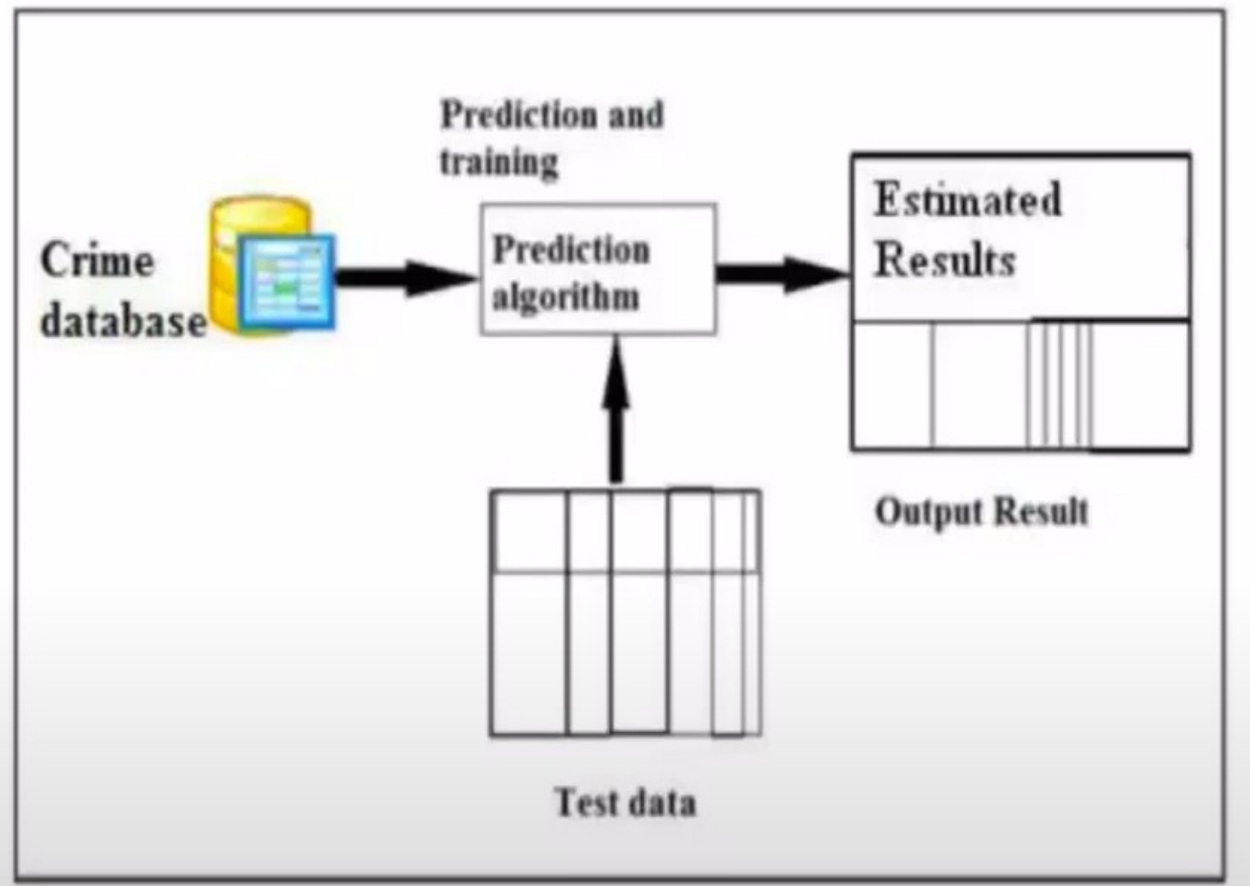 Prediction and
training
Crime
database
Prediction
algorithm
Estimated
Results
Output Result
Test data